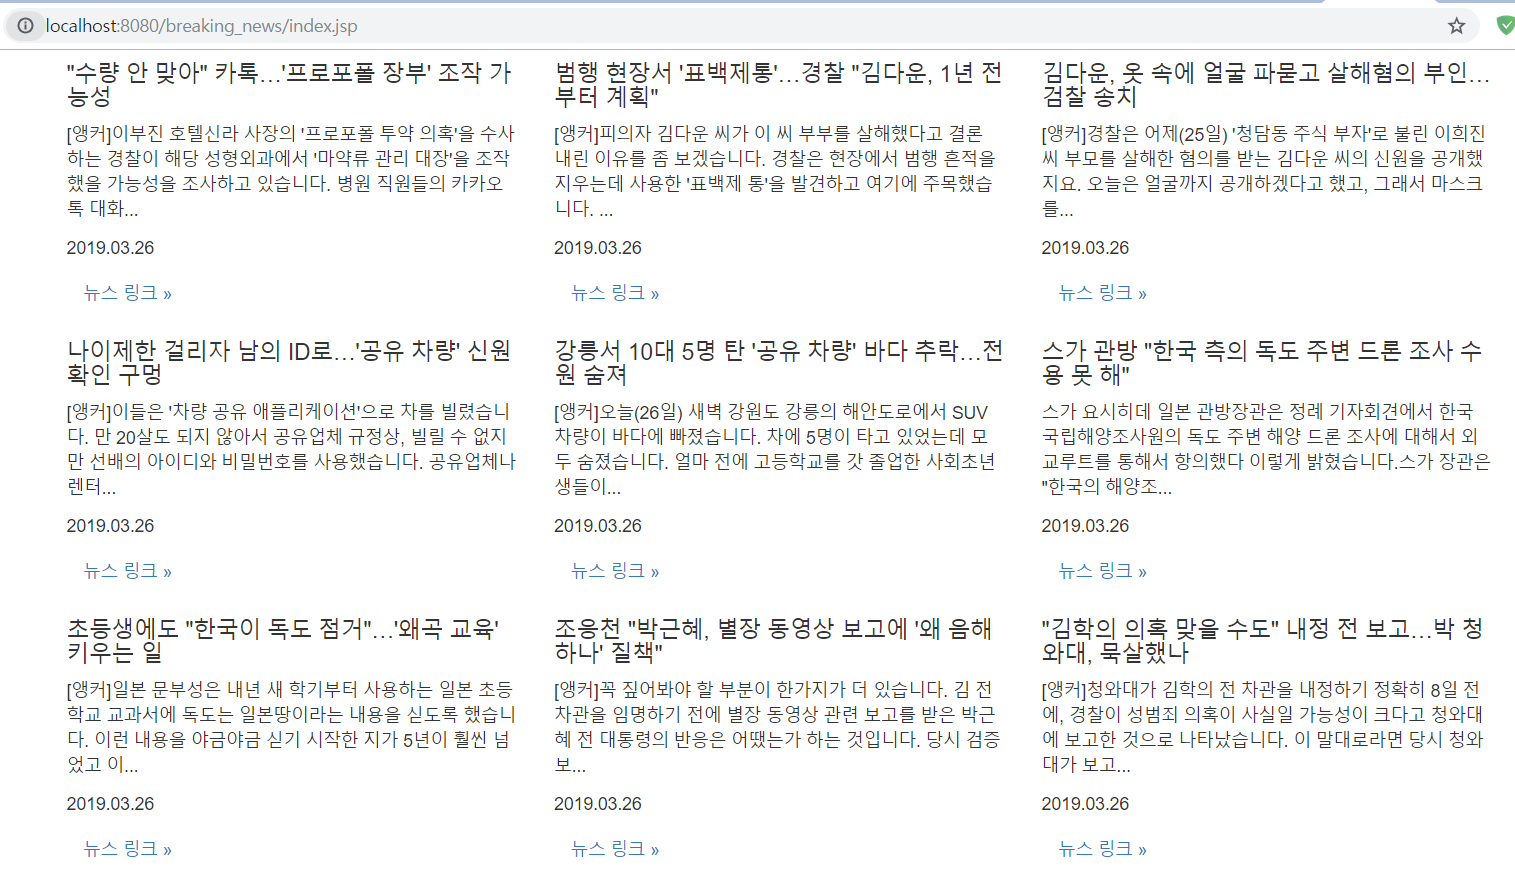 localhost:8080/breaking_news/index.jsp
"수량 안 맞아" 카톡…'프로포폴 장부' 조작 가
능성
[앵커]이부진 호텔신라 사장의 '프로포폴 투약 의혹'을 수사
하는 경찰이 해당 성형외과에서 '마약류 관리 대장'을 조작
했을 가능성을 조사하고 있습니다. 병원 직원들의 카카오
톡 대화...
2019.03.26
뉴스 링크 »
범행 현장서 '표백제통'…경찰 "김다운, 1년 전
부터 계획"
[앵커]피의자 김다운 씨가 이 씨 부부를 살해했다고 결론
내린 이유를 좀 보겠습니다. 경찰은 현장에서 범행 흔적을
지우는데 사용한 '표백제 통'을 발견하고 여기에 주목했습
니다. ...
2019.03.26
뉴스 링크 »
김다운, 옷 속에 얼굴 파묻고 살해혐의 부인…
검찰 송치
[앵커]경찰은 어제(25일) '청담동 주식 부자'로 불린 이희진
씨 부모를 살해한 혐의를 받는 김다운 씨의 신원을 공개했
지요. 오늘은 얼굴까지 공개하겠다고 했고, 그래서 마스크
를...
2019.03.26
뉴스 링크 »
나이제한 걸리자 남의 ID로…'공유 차량' 신원
확인 구멍
[앵커]이들은 '차량 공유 애플리케이션'으로 차를 빌렸습니
다. 만 20살도 되지 않아서 공유업체 규정상, 빌릴 수 없지
만 선배의 아이디와 비밀번호를 사용했습니다. 공유업체나
렌터...
2019.03.26
뉴스 링크 »
강릉서 10대 5명 탄 '공유 차량' 바다 추락…전
원 숨져
[앵커]오늘(26일) 새벽 강원도 강릉의 해안도로에서 SUV
차량이 바다에 빠졌습니다. 차에 5명이 타고 있었는데 모
두 숨졌습니다. 얼마 전에 고등학교를 갓 졸업한 사회초년
생들이...
2019.03.26
뉴스 링크 »
스가 관방 "한국 측의 독도 주변 드론 조사 수
용 못 해"
스가 요시히데 일본 관방장관은 정례 기자회견에서 한국
국립해양조사원의 독도 주변 해양 드론 조사에 대해서 외
교루트를 통해서 항의했다 이렇게 밝혔습니다.스가 장관은
"한국의 해양조...
2019.03.26
뉴스 링크 »
초등생에도 "한국이 독도 점거"…'왜곡 교육'
키우는 일
[앵커]일본 문부성은 내년 새 학기부터 사용하는 일본 초등
학교 교과서에 독도는 일본땅이라는 내용을 싣도록 했습니
다. 이런 내용을 야금야금 싣기 시작한 지가 5년이 훨씬 넘
었고 이...
2019.03.26
뉴스 링크 »
조응천 "박근혜, 별장 동영상 보고에 '왜 음해
하나' 질책"
[앵커]꼭 짚어봐야 할 부분이 한가지가 더 있습니다. 김 전
차관을 임명하기 전에 별장 동영상 관련 보고를 받은 박근
혜 전 대통령의 반응은 어땠는가 하는 것입니다. 당시 검증
보...
2019.03.26
뉴스 링크 »
"김학의 의혹 맞을 수도" 내정 전 보고…박 청
와대, 묵살했나
[앵커]청와대가 김학의 전 차관을 내정하기 정확히 8일 전
에, 경찰이 성범죄 의혹이 사실일 가능성이 크다고 청와대
에 보고한 것으로 나타났습니다. 이 말대로라면 당시 청와
대가 보고...
2019.03.26
뉴스 링크 »